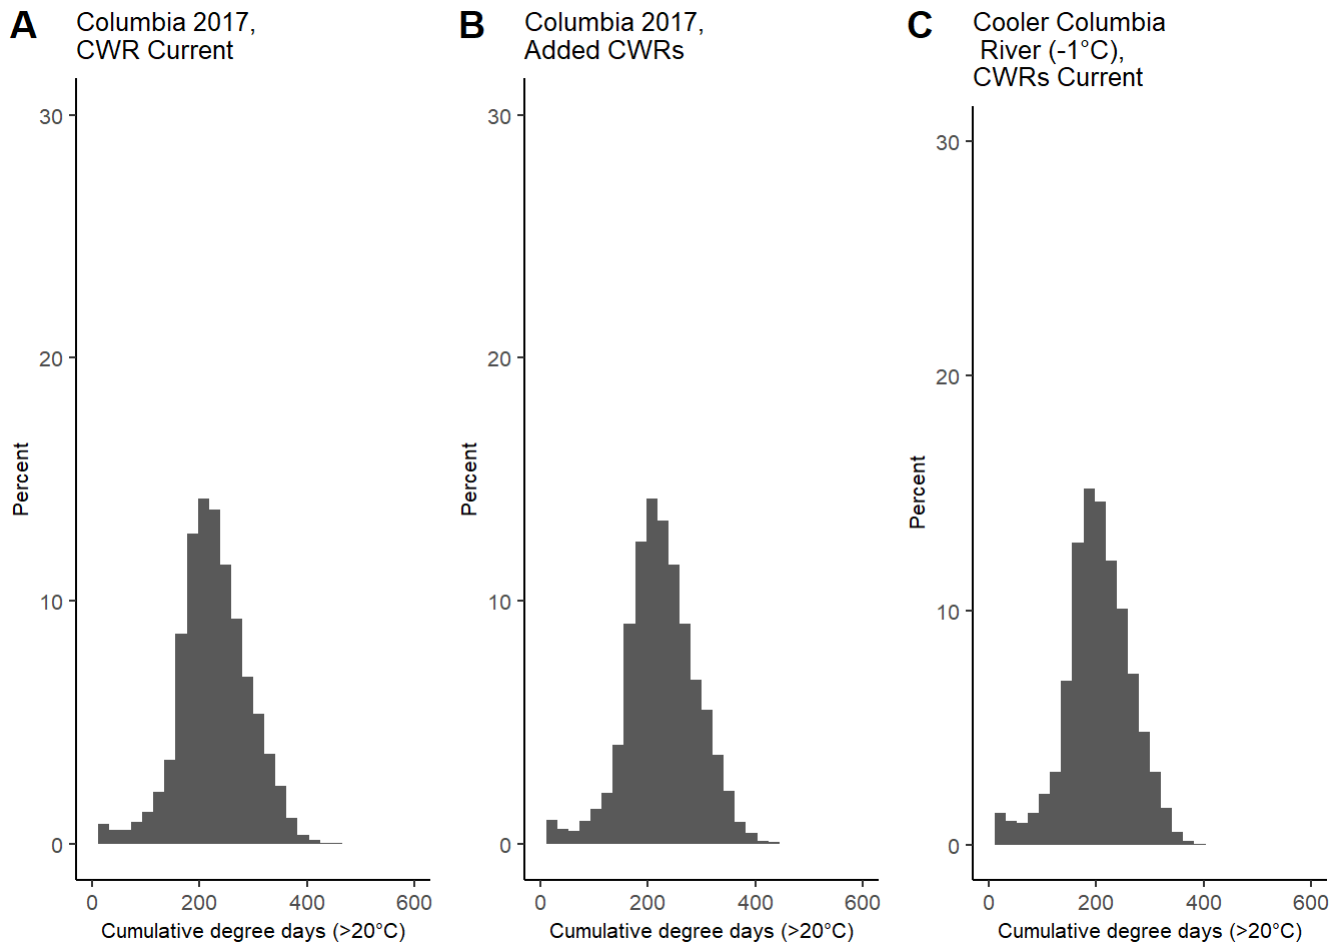 A
Columbia 2017,
CWR Current
30
20
10
0
Percent
0 200 400 600
Cumulative degree days (>20°C)
B
Columbia 2017,
Added CWRs
30
20
10
0
Percent
0 200 400 600
Cumulative degree days (>20°C)
C
Cooler Columbia
River (-1°C),
CWRs Current
30
20
10
0
Percent
0 200 400 600
Cumulative degree days (>20°C)